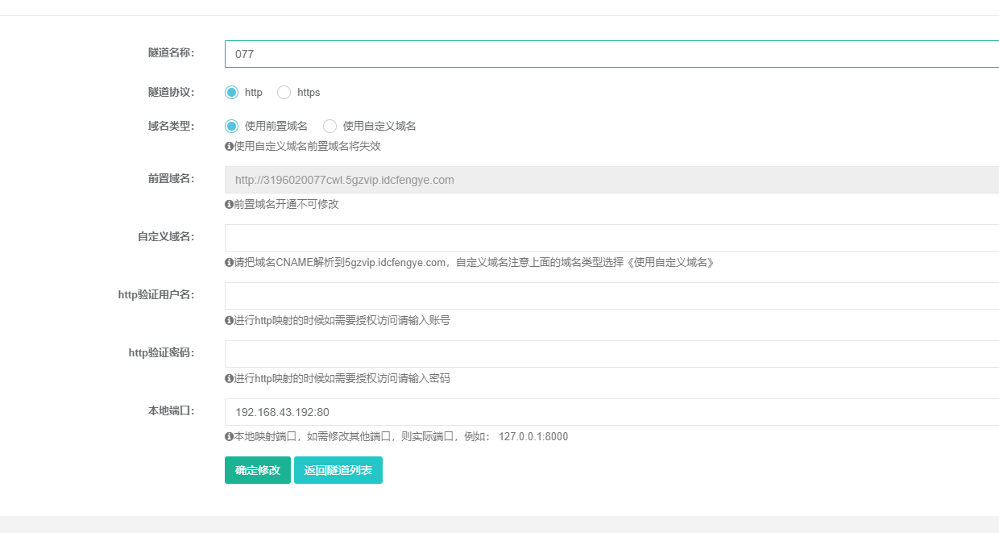 隧道名称：
077
隧道协议：
http
https
域名类型：
使用前置域名
使用自定义域名
使用自定义域名前置域名将失效
前置域名：
http://3196020077cwl.5gzvip.idcfengye.com
前置域名开通不可修改
自定义域名：
请把域名CNAME解析到5gzvip.idcfengye.com，自定义域名注意上面的域名类型选择《使用自定义域名》
http验证用户名：
进行http映射的时候如需要授权访问请输入账号
http验证密码：
进行http映射的时候如需要授权访问请输入密码
本地端口：
192.168.43.192:80
本地映射端口，如需修改其他端口，则实际端口，例如： 127.0.0.1:8000
确定修改
返回隧道列表